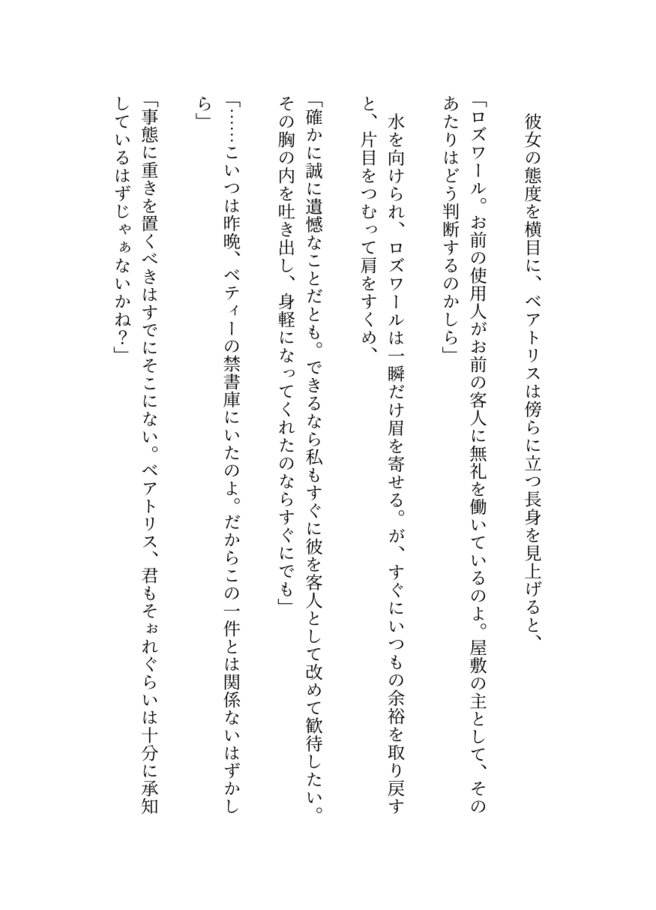 彼女の態度を横目に、ベアトリスは傍らに立つ長身を見上げると、
「ロズワール。お前の使用人がお前の客人に無礼を働いているのよ。屋敷の主として、その
あたりはどう判断するのかしら」
水を向けられ、ロズワールは一瞬だけ眉を寄せる。が、すぐにいつもの余裕を取り戻す
と、片目をつむって肩をすくめ、
「確かに誠に遺憾なことだとも。できるなら私もすぐに彼を客人として改めて歓待したい。
その胸の内を吐き出し、身軽になってくれたのならすぐにでも」
「……こいつは昨晩、ベティーの禁書庫にいたのよ。だからこの一件とは関係ないはずかし
ら」
「事態に重きを置くべきはすでにそこにない。ベアトリス、君もそぉれぐらいは十分に承知
しているはずじゃぁないかね？」